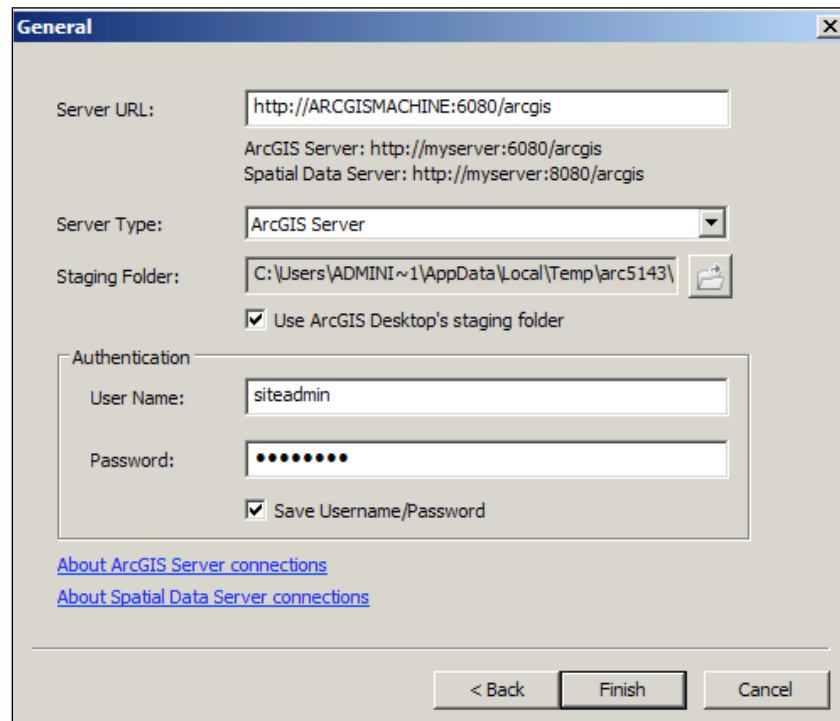 General
Server URL: http://ARCGISMACHINE:6080/arcgis
ArcGIS Server: http://myserver:6080/arcgis
Spatial Data Server: http://myserver:8080/arcgis
Server Type: ArcGIS Server
Staging Folder: C:\Users\ADMINI~1\AppData\Local\Temp\arc5143\
Use ArcGIS Desktop's staging folder
Authentication
User Name: siteadmin
Password: ●●●●●●●●
Save Username/Password
About ArcGIS Server connections
About Spatial Data Server connections
< Back Finish Cancel